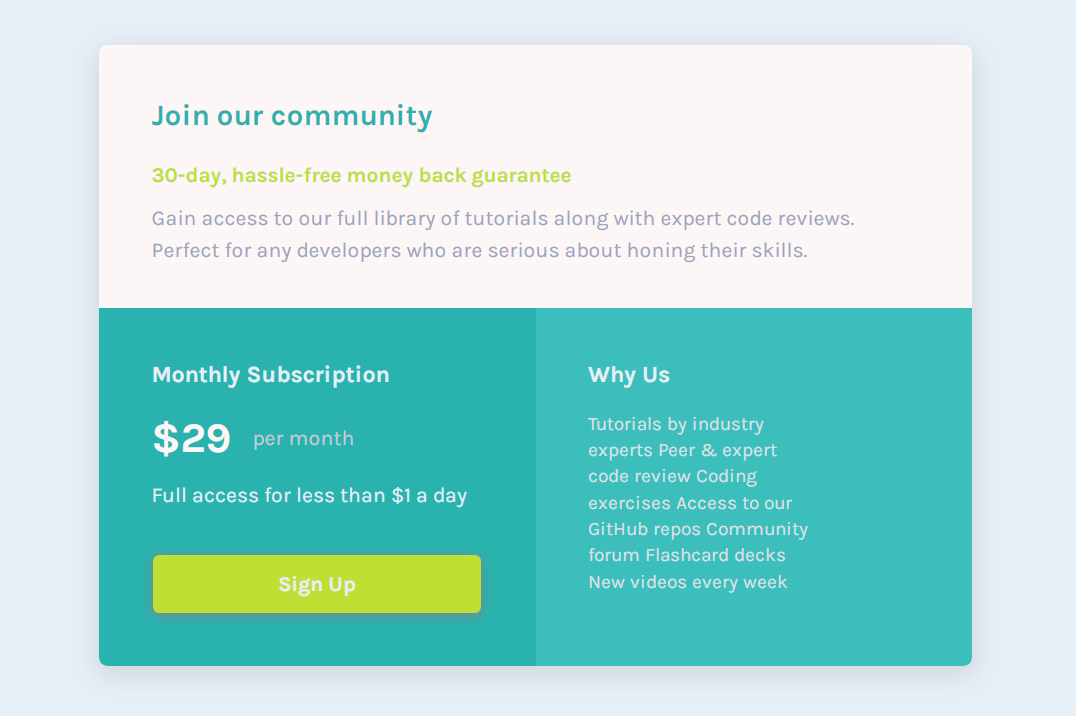 Join our community
30-day, hassle-free money back guarantee
Gain access to our full library of tutorials along with expert code reviews.
Perfect for any developers who are serious about honing their skills.
Monthly Subscription
$29 per month
Full access for less than $1 a day
Sign Up
Why Us
Tutorials by industry
experts Peer & expert
code review Coding
exercises Access to our
GitHub repos Community
forum Flashcard decks
New videos every week